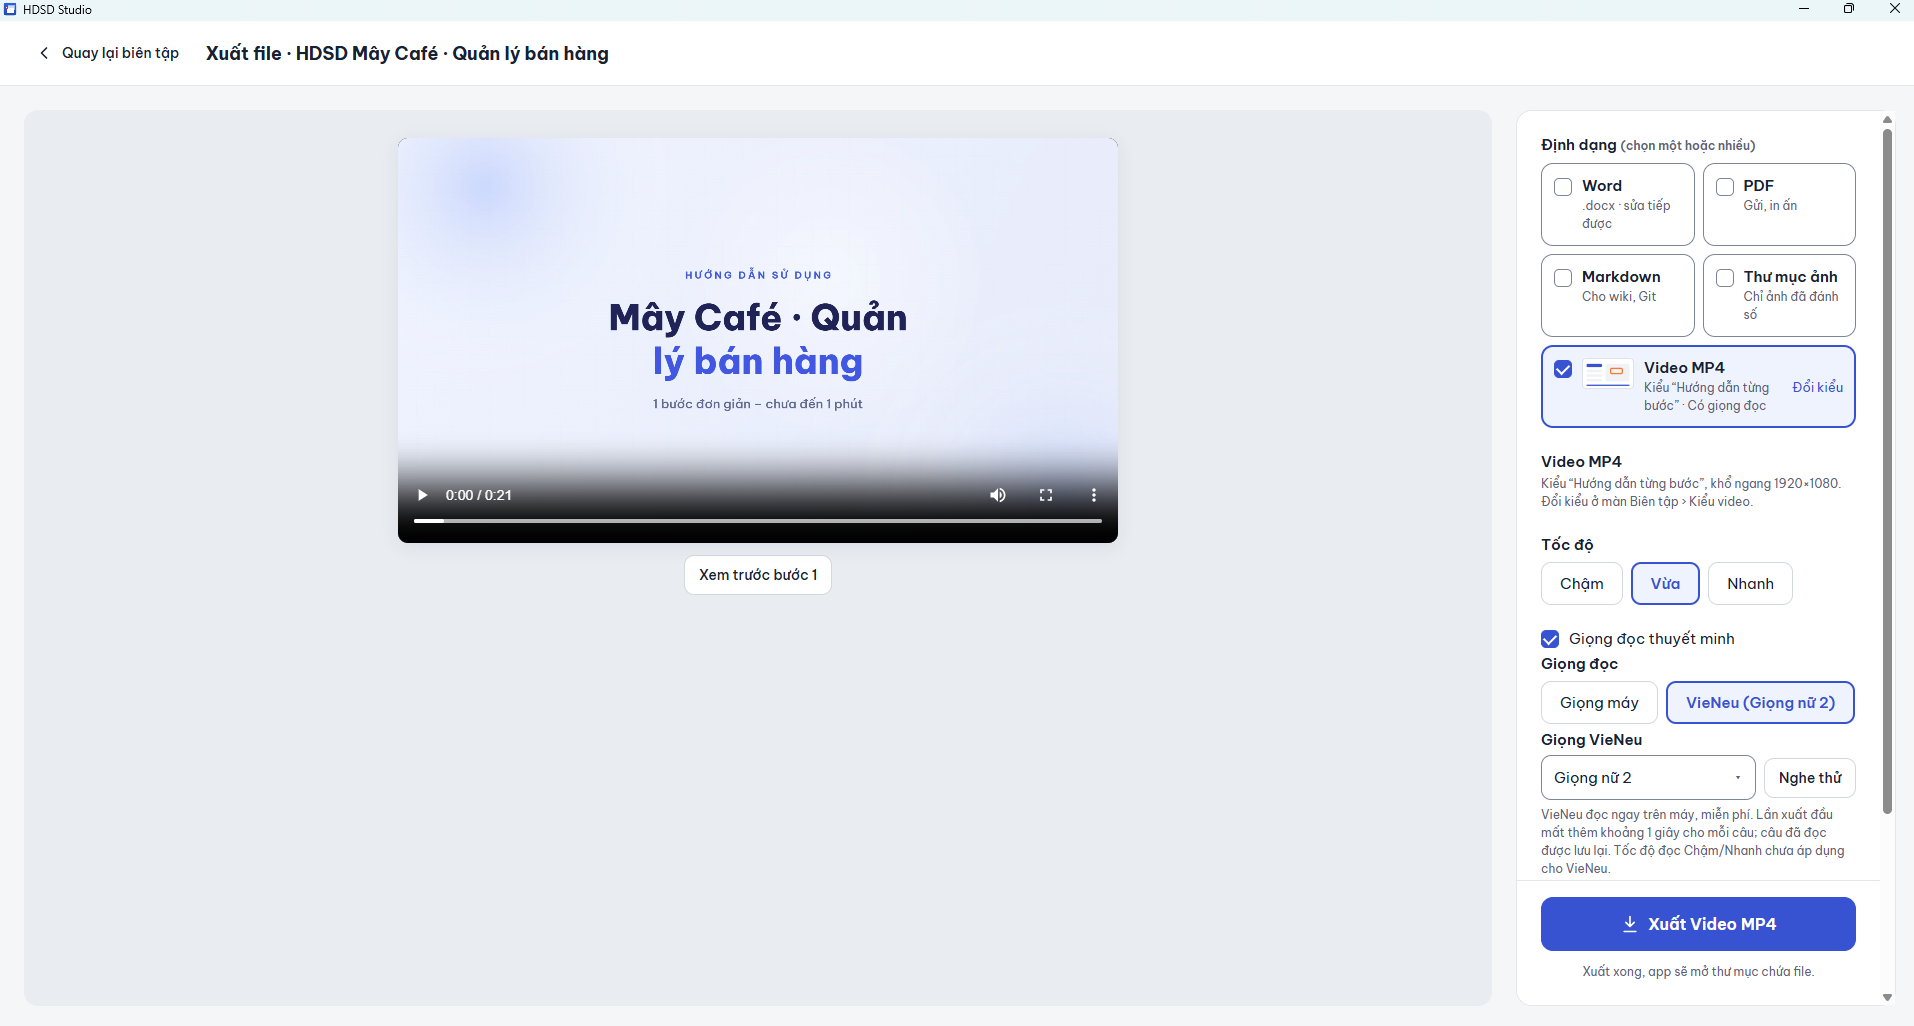 HDSD Studio
Quay lại biên tập
Xuất file · HDSD Mây Café · Quản lý bán hàng
HƯỚNG DẪN SỬ DỤNG
Mây Café · Quản
lý bán hàng
1 bước đơn giản – chưa đến 1 phút
0:00 / 0:21
Xem trước bước 1
Định dạng (chọn một hoặc nhiều)
Word
.docx · sửa tiếp
được
PDF
Gửi, in ấn
Markdown
Cho wiki, Git
Thư mục ảnh
Chỉ ảnh đã đánh
số
Video MP4
Kiểu “Hướng dẫn từng
bước” · Có giọng đọc
Đổi kiểu
Video MP4
Kiểu “Hướng dẫn từng bước”, khổ ngang 1920×1080.
Đổi kiểu ở màn Biên tập › Kiểu video.
Tốc độ
Chậm
Vừa
Nhanh
Giọng đọc thuyết minh
Giọng đọc
Giọng máy
VieNeu (Giọng nữ 2)
Giọng VieNeu
Giọng nữ 2
Nghe thử
VieNeu đọc ngay trên máy, miễn phí. Lần xuất đầu
mất thêm khoảng 1 giây cho mỗi câu; câu đã đọc
được lưu lại. Tốc độ đọc Chậm/Nhanh chưa áp dụng
cho VieNeu.
Xuất Video MP4
Xuất xong, app sẽ mở thư mục chứa file.